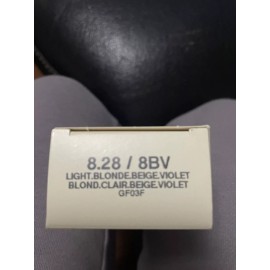 8.28 / 8BV
LIGHT.BLONDE.BEIGE.VIOLET
BLOND.CLAIR.BEIGE.VIOLET
GF03F